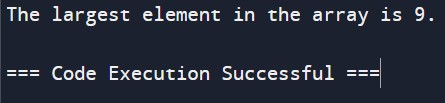 The largest element in the array is 9.
=== Code Execution Successful ===